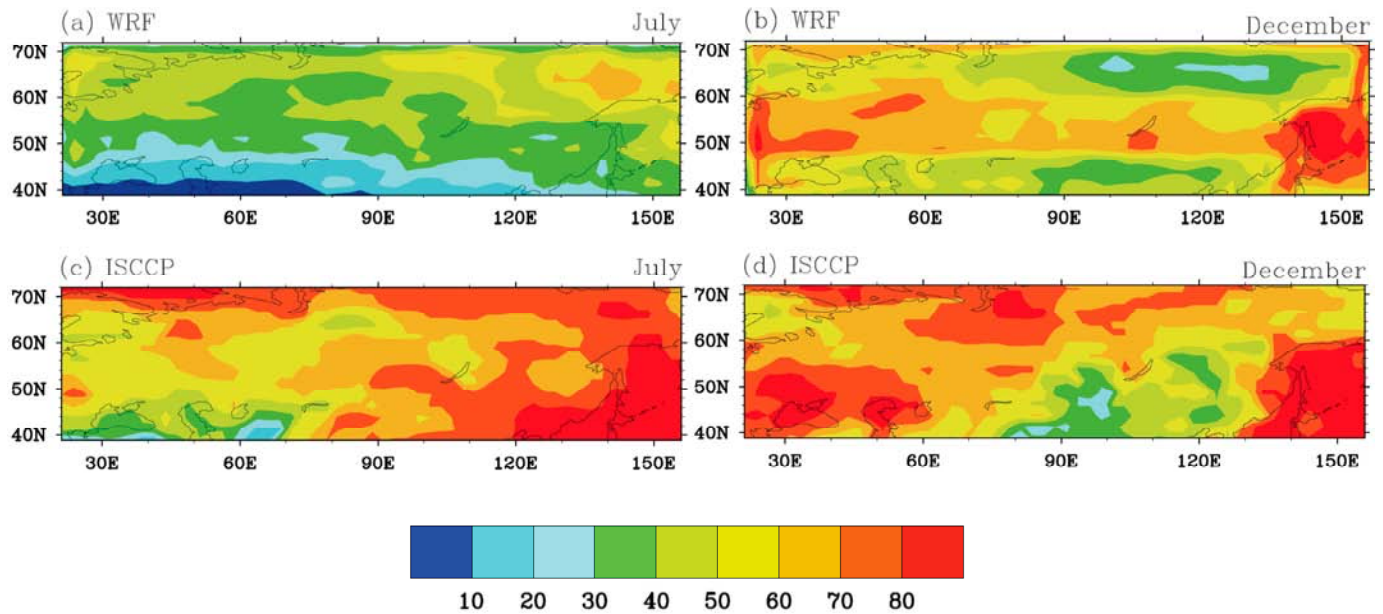 (a) WRF July
70N
60N
50N
40N
30E 60E 90E 120E 150E
(b) WRF December
70N
60N
50N
40N
30E 60E 90E 120E 150E
(c) ISCCP July
70N
60N
50N
40N
30E 60E 90E 120E 150E
(d) ISCCP December
70N
60N
50N
40N
30E 60E 90E 120E 150E
10 20 30 40 50 60 70 80